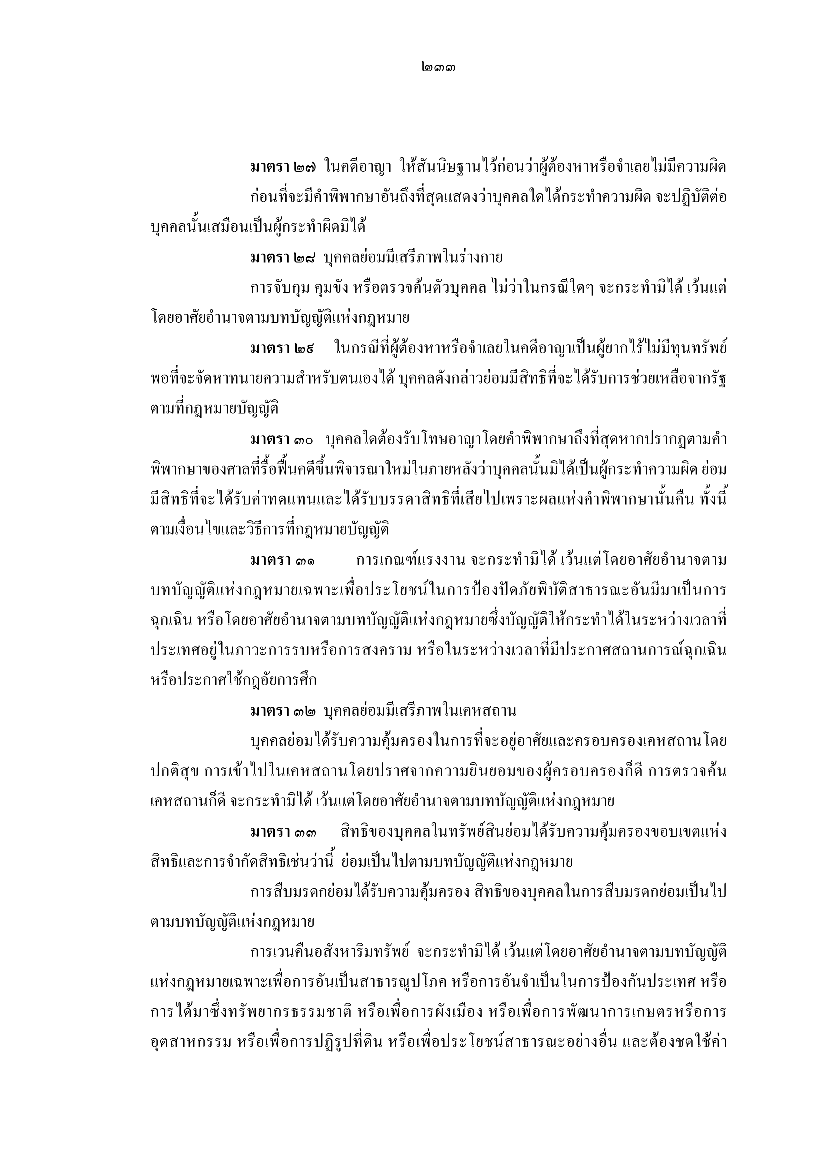 ๒๓๓
มาตรา ๒๗ ในคดีอาญา ให้สันนิษฐานไว้ก่อนว่าผู้ต้องหาหรือจำเลยไม่มีความผิด
ก่อนที่จะมีคำพิพากษาอันถึงที่สุดแสดงว่าบุคคลใดได้กระทำความผิด จะปฏิบัติต่อ
บุคคลนั้นเสมือนเป็นผู้กระทำผิดมิได้
มาตรา ๒๘ บุคคลย่อมมีเสรีภาพในร่างกาย
การจับกุม คุมขัง หรือตรวจค้นตัวบุคคล ไม่ว่าในกรณีใดๆ จะกระทำมิได้ เว้นแต่
โดยอาศัยอำนาจตามบทบัญญัติแห่งกฎหมาย
มาตรา ๒๙ ในกรณีที่ผู้ต้องหาหรือจำเลยในคดีอาญาเป็นผู้ยากไร้ไม่มีทุนทรัพย์
พอที่จะจัดหาทนายความสำหรับตนเองได้ บุคคลดังกล่าวย่อมมีสิทธิที่จะได้รับการช่วยเหลือจากรัฐ
ตามที่กฎหมายบัญญัติ
มาตรา ๓๐ บุคคลใดต้องรับโทษอาญาโดยคำพิพากษาถึงที่สุดหากปรากฏตามคำ
พิพากษาของศาลที่รื้อฟื้นคดีขึ้นพิจารณาใหม่ในภายหลังว่าบุคคลนั้นมิได้เป็นผู้กระทำความผิด ย่อม
มีสิทธิที่จะได้รับค่าทดแทนและได้รับบรรดาสิทธิที่เสียไปเพราะผลแห่งคำพิพากษานั้นคืน ทั้งนี้
ตามเงื่อนไขและวิธีการที่กฎหมายบัญญัติ
มาตรา ๓๑ การเกณฑ์แรงงาน จะกระทำมิได้ เว้นแต่โดยอาศัยอำนาจตาม
บทบัญญัติแห่งกฎหมายเฉพาะเพื่อประโยชน์ในการป้องปัดภัยพิบัติสาธารณะอันมีมาเป็นการ
ฉุกเฉิน หรือโดยอาศัยอำนาจตามบทบัญญัติแห่งกฎหมายซึ่งบัญญัติให้กระทำได้ในระหว่างเวลาที่
ประเทศอยู่ในภาวะการรบหรือการสงคราม หรือในระหว่างเวลาที่มีประกาศสถานการณ์ฉุกเฉิน
หรือประกาศใช้กฎอัยการศึก
มาตรา ๓๒ บุคคลย่อมมีเสรีภาพในเคหสถาน
บุคคลย่อมได้รับความคุ้มครองในการที่จะอยู่อาศัยและครอบครองเคหสถานโดย
ปกติสุข การเข้าไปในเคหสถานโดยปราศจากความยินยอมของผู้ครอบครองก็ดี การตรวจค้น
เคหสถานก็ดี จะกระทำมิได้ เว้นแต่โดยอาศัยอำนาจตามบทบัญญัติแห่งกฎหมาย
มาตรา ๓๓ สิทธิของบุคคลในทรัพย์สินย่อมได้รับความคุ้มครองขอบเขตแห่ง
สิทธิและการจำกัดสิทธิเช่นว่านี้ ย่อมเป็นไปตามบทบัญญัติแห่งกฎหมาย
การสืบมรดกย่อมได้รับความคุ้มครอง สิทธิของบุคคลในการสืบมรดกย่อมเป็นไป
ตามบทบัญญัติแห่งกฎหมาย
การเวนคืนอสังหาริมทรัพย์ จะกระทำมิได้ เว้นแต่โดยอาศัยอำนาจตามบทบัญญัติ
แห่งกฎหมายเฉพาะเพื่อการอันเป็นสาธารณูปโภค หรือการอันจำเป็นในการป้องกันประเทศ หรือ
การได้มาซึ่งทรัพยากรธรรมชาติ หรือเพื่อการผังเมือง หรือเพื่อการพัฒนาการเกษตรหรือการ
อุตสาหกรรม หรือเพื่อการปฏิรูปที่ดิน หรือเพื่อประโยชน์สาธารณะอย่างอื่น และต้องชดใช้ค่า